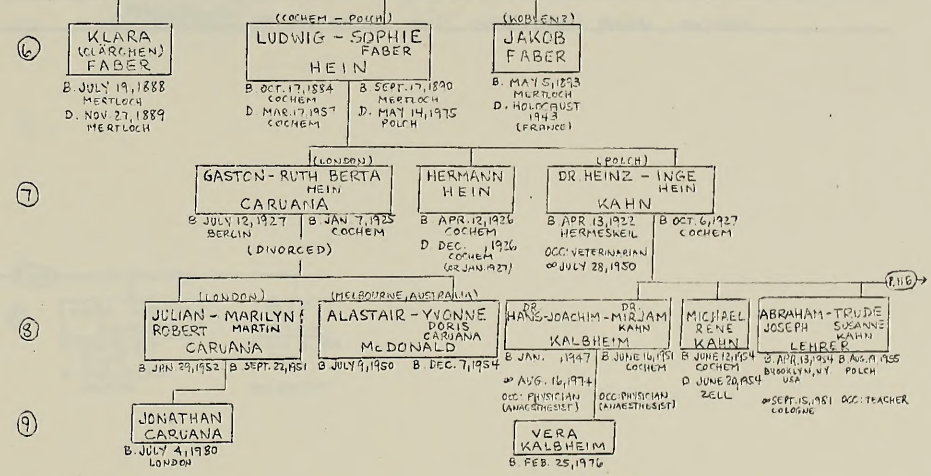 6
KLARA
(CLÄRCHEN)
FABER
B. JULY 19, 1888
MERTLOCH
D. NOV. 27, 1889
MERTLOCH
(COCHEM - POLCH)
LUDWIG - SOPHIE
FABER
HEIN
B OCT. 17, 1884
COCHEM
D MAR. 17, 1957
COCHEM
B SEPT. 17, 1890
MERTLOCH
D. MAY 14, 1975
POLCH
(KOBLENZ)
JAKOB
FABER
B. MAY 5, 1893
MERTLOCH
D. HOLOCAUST
1943
(FRANCE)
7
(LONDON)
GASTON - RUTH BERTA
HEIN
CARUANA
B JULY 12, 1927
BERLIN
B. JAN 7, 1925
COCHEM
(DIVORCED)
HERMANN
HEIN
B APR. 12, 1926
COCHEM
D DEC. , 1926
COCHEM
(OR JAN. 1927)
(POLCH)
DR. HEINZ - INGE
HEIN
KAHN
B APR. 13, 1922
HERMESKEIL
OCC: VETERINARIAN
∞ JULY 28, 1950
B OCT. 6, 1927
COCHEM
P. H6
8
(LONDON)
JULIAN - MARILYN
ROBERT MARTIN
CARUANA
B JAN 29, 1952
B SEPT. 22, 1951
(MELBOURNE, AUSTRALIA)
ALASTAIR - YVONNE
DORIS
CARUANA
McDONALD
B JULY 9, 1950
B. DEC. 7, 1954
DR. DR.
HANS-JOACHIM - MIRJAM
KAHN
KALBHEIM
B JAN. , 1947
∞ AUG. 16, 1974
OCC: PHYSICIAN
(ANAESTHESIST)
B JUNE 16, 1951
COCHEM
OCC: PHYSICIAN
(ANAESTHESIST)
MICHAEL
RENE
KAHN
B JUNE 12, 1954
COCHEM
D JUNE 20, 1954
ZELL
ABRAHAM - TRUDE
JOSEPH SUSANNE
KAHN
LEHRER
B. APR. 13, 1954
BROOKLYN, NY
USA
∞ SEPT. 15, 1981
COLOGNE
B. AUG. 19, 1955
POLCH
OCC: TEACHER
9
JONATHAN
CARUANA
B. JULY 4, 1980
LONDON
VERA
KALBHEIM
B. FEB. 25, 1976